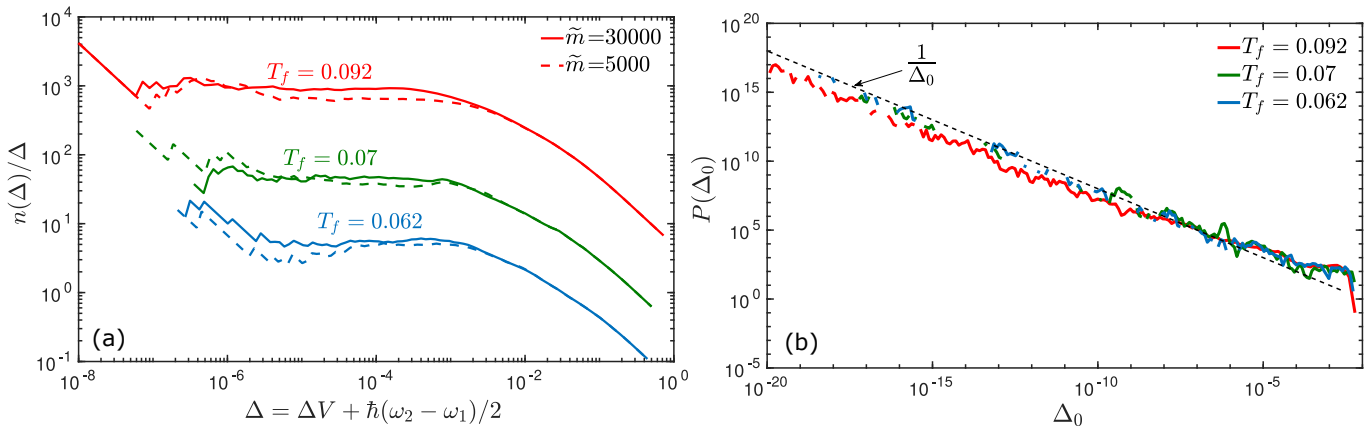 10^4
10^3
10^2
10^1
10^0
10^-1
n(Δ)/Δ
m̃=30000
m̃=5000
T_f = 0.092
T_f = 0.07
T_f = 0.062
(a)
10^-8
10^-6
10^-4
10^-2
10^0
Δ = ΔV + ħ(ω_2 − ω_1)/2
10^20
10^15
10^10
10^5
10^0
10^-5
P(Δ_0)
1
Δ_0
T_f = 0.092
T_f = 0.07
T_f = 0.062
(b)
10^-20
10^-15
10^-10
10^-5
Δ_0